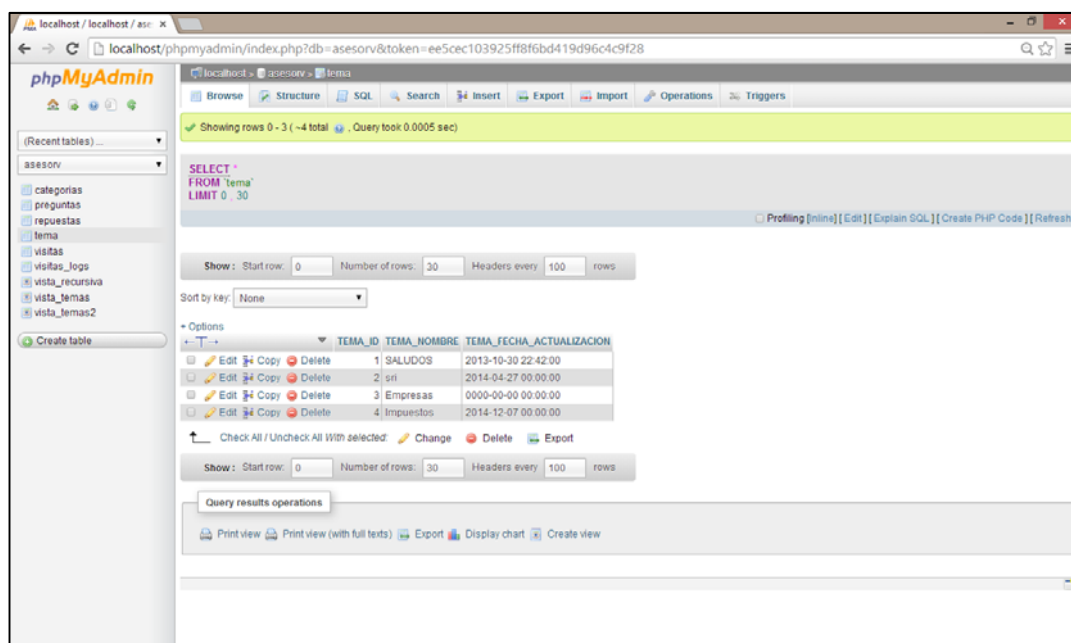 localhost / localhost / ase
localhost/phpmyadmin/index.php?db=asesorv&token=ee5cec103925ff8f6bd419d96c4c9f28
phpMyAdmin
(Recent tables) ...
asesorv
categorias
preguntas
repuestas
tema
visitas
visitas_logs
vista_recursiva
vista_temas
vista_temas2
Create table
localhost » asesorv » tema
Browse Structure SQL Search Insert Export Import Operations Triggers
Showing rows 0 - 3 ( ~4 total , Query took 0.0005 sec)
SELECT *
FROM `tema`
LIMIT 0 , 30
Profiling [Inline] [ Edit ] [ Explain SQL ] [ Create PHP Code ] [ Refresh
Show : Start row: 0 Number of rows: 30 Headers every 100 rows
Sort by key: None
+ Options
←T→ TEMA_ID TEMA_NOMBRE TEMA_FECHA_ACTUALIZACION
Edit Copy Delete 1 SALUDOS 2013-10-30 22:42:00
Edit Copy Delete 2 sri 2014-04-27 00:00:00
Edit Copy Delete 3 Empresas 0000-00-00 00:00:00
Edit Copy Delete 4 Impuestos 2014-12-07 00:00:00
Check All / Uncheck All With selected: Change Delete Export
Show : Start row: 0 Number of rows: 30 Headers every 100 rows
Query results operations
Print view Print view (with full texts) Export Display chart Create view